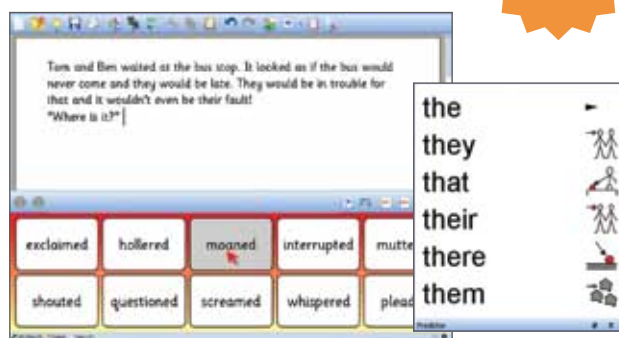 Tom and Ben waited at the bus stop. It looked as if the bus would
never come and they would be late. They would be in trouble for
that and it wouldn't even be their fault!
"Where is it?"
exclaimed hollered moaned interrupted mutte
shouted questioned screamed whispered plead
the
they
that
their
there
them
Predictor